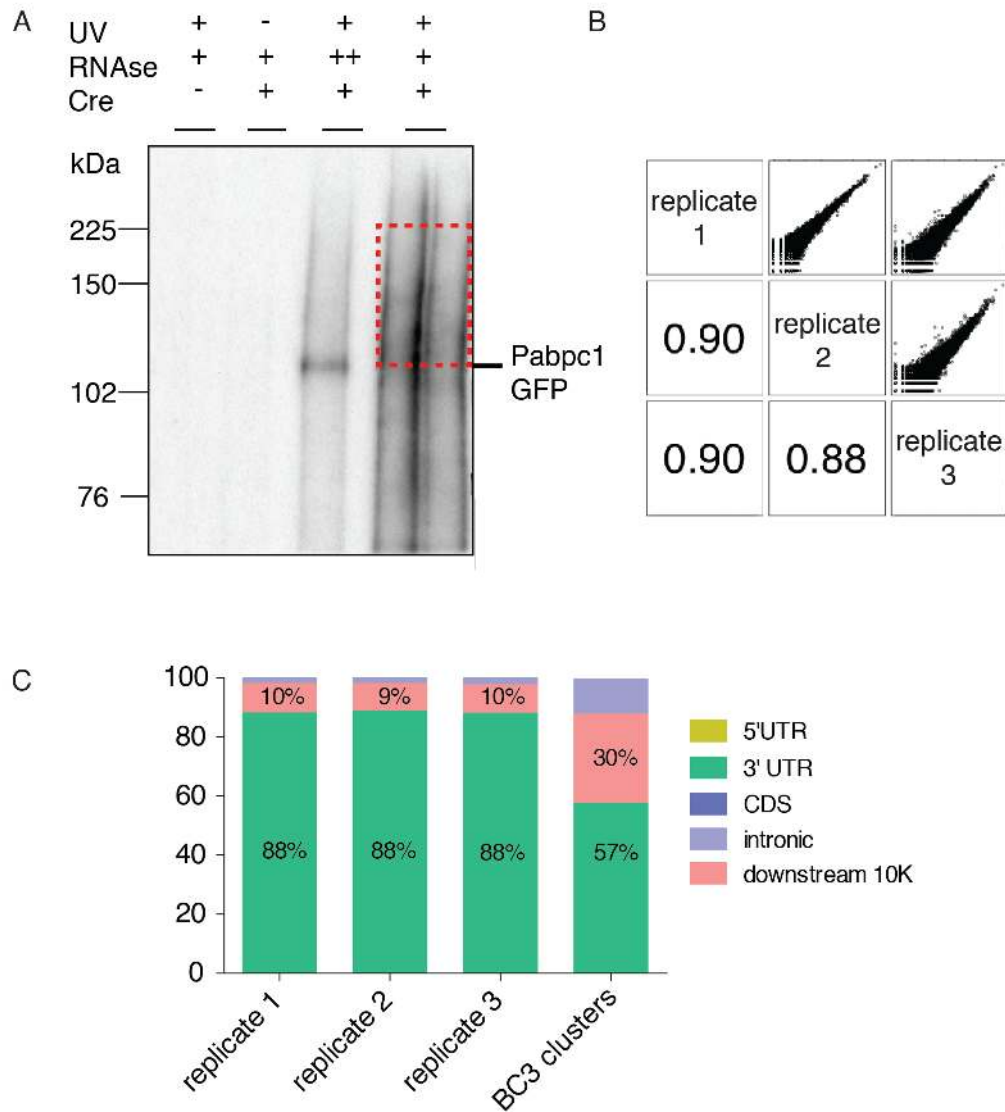 A
UV + - + +
RNAse + + ++ +
Cre - + + +
kDa
225
150
102
76
Pabpc1
GFP
B
replicate
1
0.90
replicate
2
0.90
0.88
replicate
3
C
100
80
60
40
20
0
10%
9%
10%
30%
88%
88%
88%
57%
replicate 1
replicate 2
replicate 3
BC3 clusters
5'UTR
3' UTR
CDS
intronic
downstream 10K